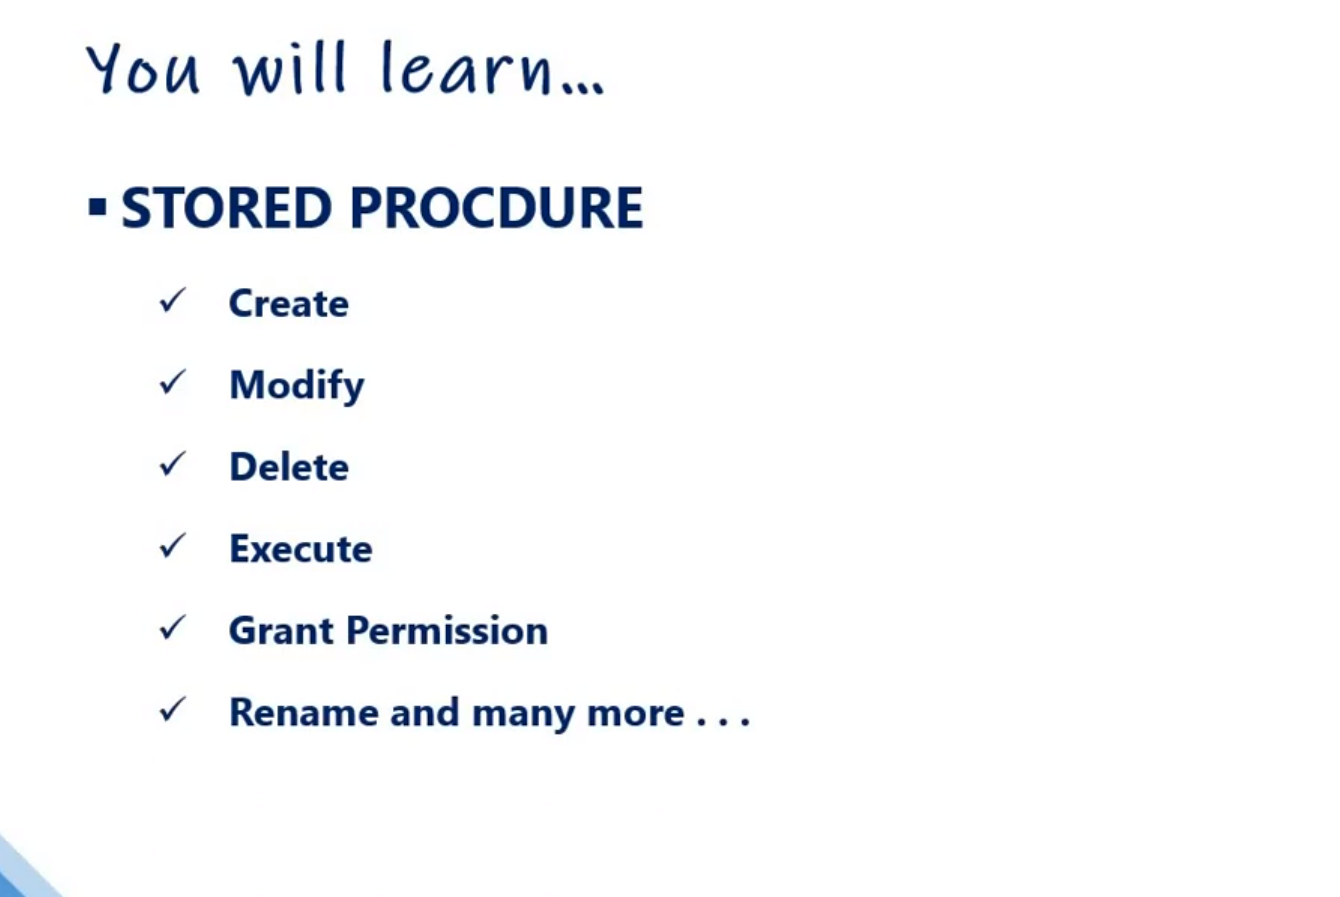 You will learn...
▪ STORED PROCDURE
✓ Create
✓ Modify
✓ Delete
✓ Execute
✓ Grant Permission
✓ Rename and many more . . .